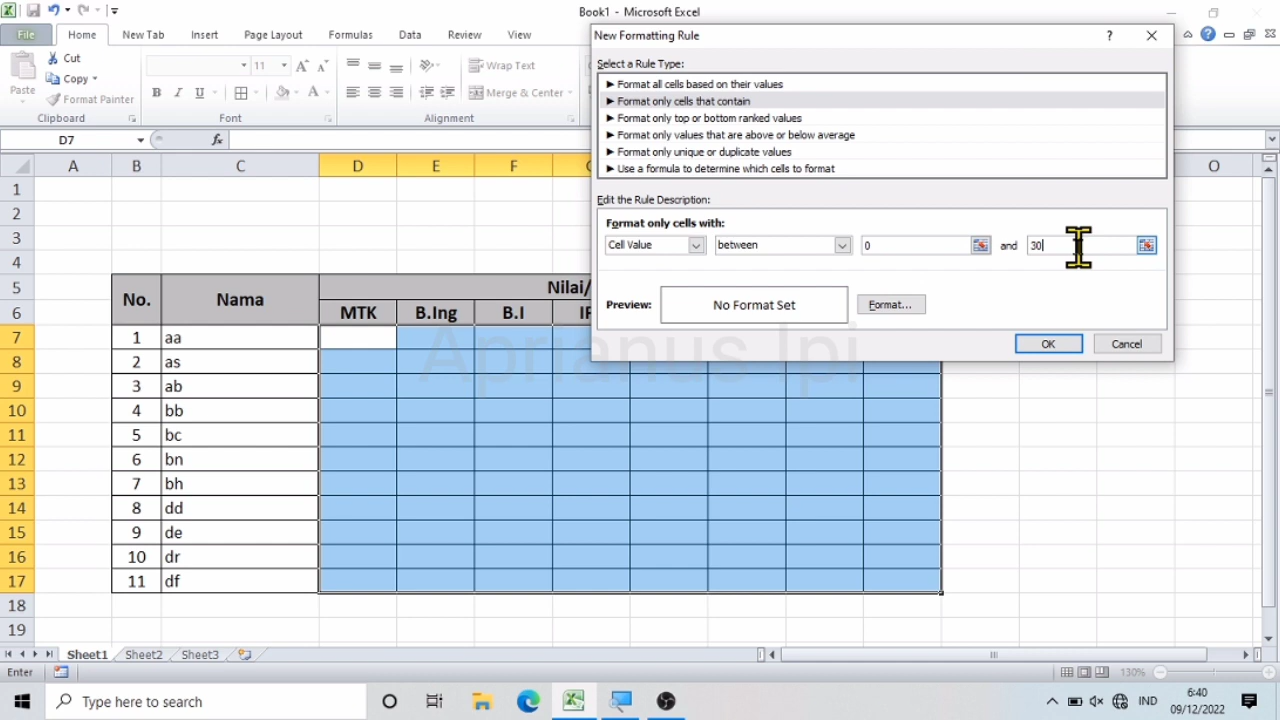 Book1 - Microsoft Excel
File Home New Tab Insert Page Layout Formulas Data Review View
Cut
Copy
Format Painter
Paste
11
Wrap Text
Merge & Center
Clipboard Font Alignment
D7 fx
New Formatting Rule ?
Select a Rule Type:
► Format all cells based on their values
► Format only cells that contain
► Format only top or bottom ranked values
► Format only values that are above or below average
► Format only unique or duplicate values
► Use a formula to determine which cells to format
Edit the Rule Description:
Format only cells with:
Cell Value between 0 and 30
Preview: No Format Set Format...
OK Cancel
A B C D E F O
1
2
3
4
5 No. Nama Nilai/
6 MTK B.Ing B.I
7 1 aa
8 2 as
9 3 ab
10 4 bb
11 5 bc
12 6 bn
13 7 bh
14 8 dd
15 9 de
16 10 dr
17 11 df
18
19
Aprianus Ipi
Sheet1 Sheet2 Sheet3
Enter 130%
Type here to search
IND
6:40
09/12/2022